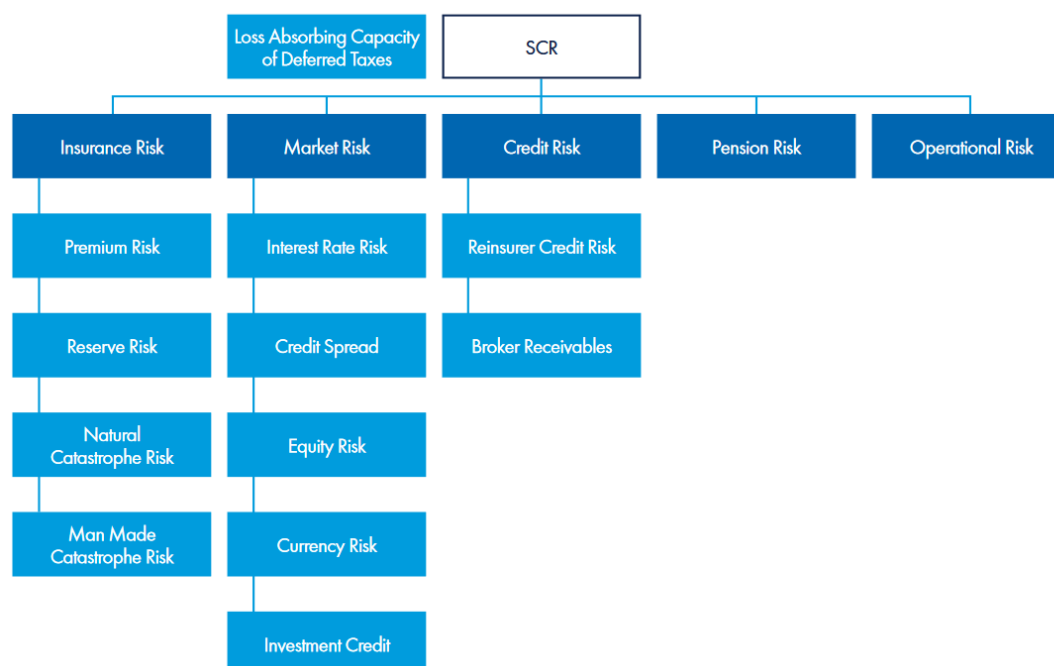 Loss Absorbing Capacity
of Deferred Taxes
SCR
Insurance Risk
Market Risk
Credit Risk
Pension Risk
Operational Risk
Premium Risk
Interest Rate Risk
Reinsurer Credit Risk
Reserve Risk
Credit Spread
Broker Receivables
Natural
Catastrophe Risk
Equity Risk
Man Made
Catastrophe Risk
Currency Risk
Investment Credit